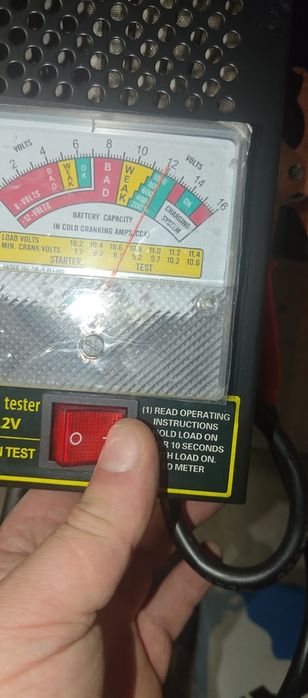 VOLTS
VOLTS
2 4 6 8 10 12 14 16
BAD WEAK OK BAD WEAK OK
6-VOLTS
12-VOLTS
CHARGING
SYSTEM
BATTERY CAPACITY
IN COLD CRANKING AMPS (CCA)
LOAD VOLTS 10.2 11.4 10.6 10.8 11.0 11.2 11.4
MIN. CRANK VOLTS 7.7 9.2 9.7 10.2 10.6
STARTER TEST
tester
2V
TEST
(1) READ OPERATING
INSTRUCTIONS
HOLD LOAD ON
10 SECONDS
LOAD ON.
METER